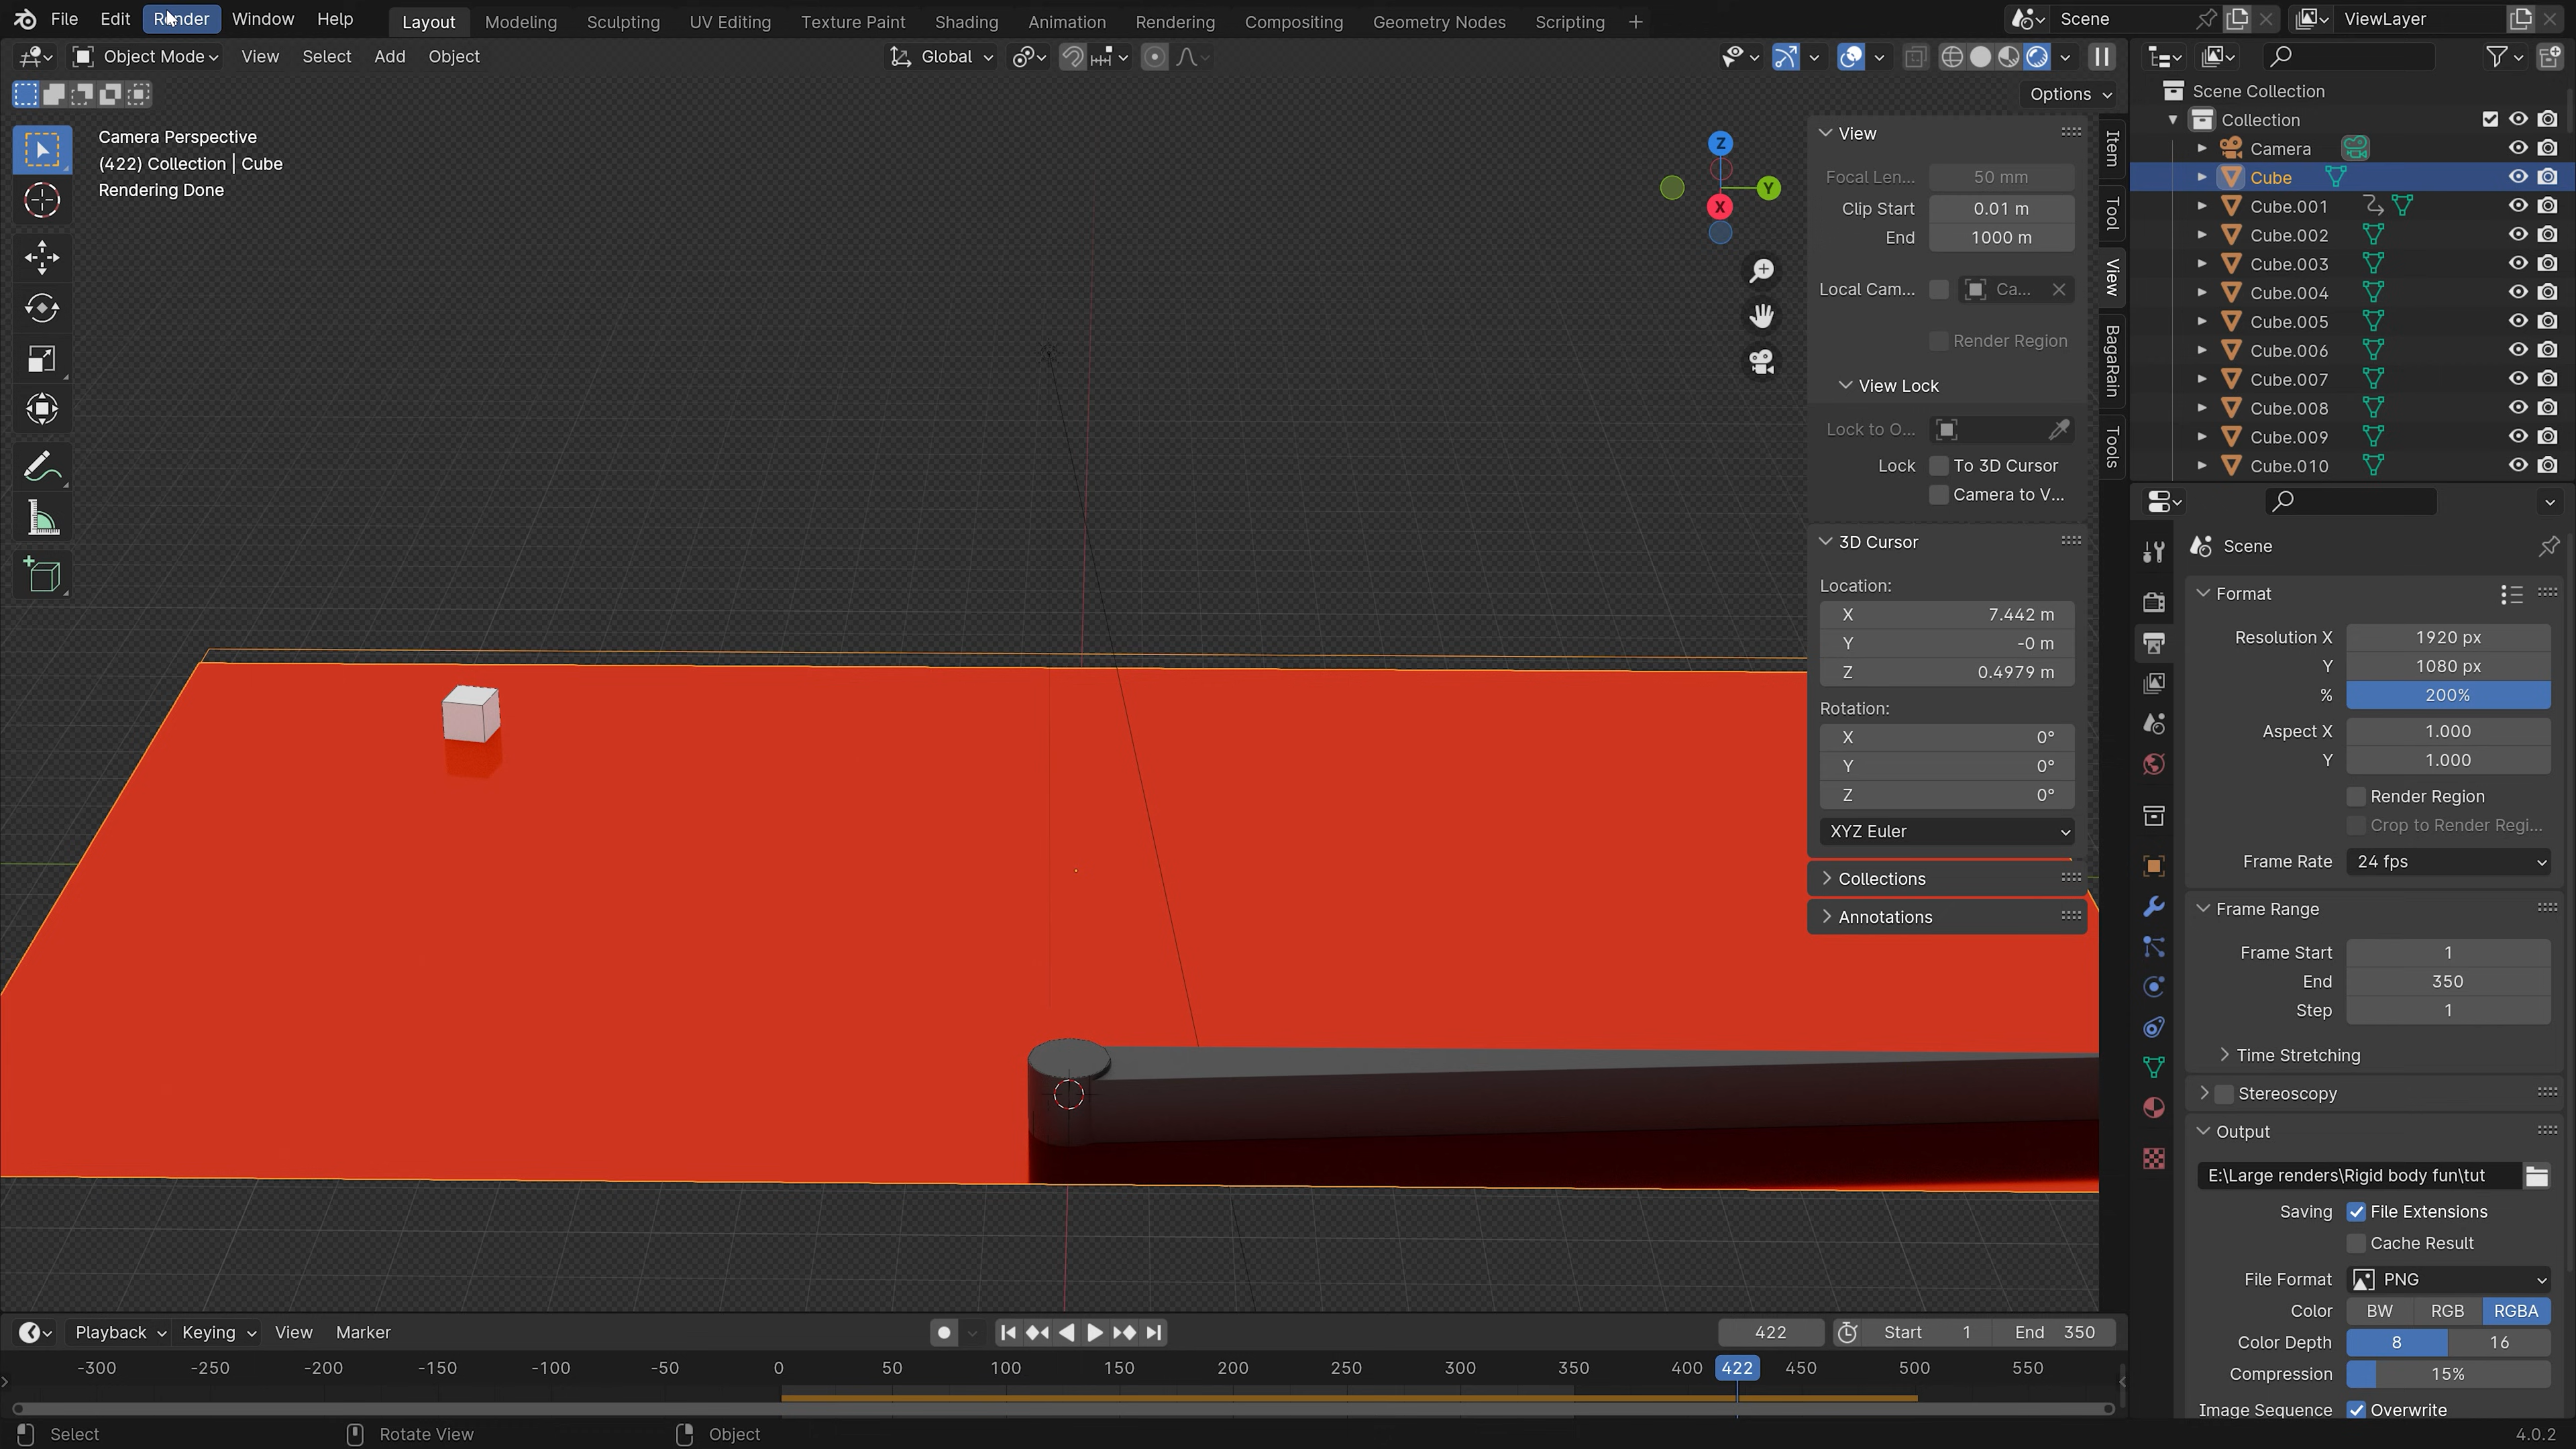 File Edit Render Window Help Layout Modeling Sculpting UV Editing Texture Paint Shading Animation Rendering Compositing Geometry Nodes Scripting + Scene ViewLayer
Object Mode View Select Add Object Global
Options
Camera Perspective
(422) Collection | Cube
Rendering Done
Z
Y
X
View
Focal Len... 50 mm
Clip Start 0.01 m
End 1000 m
Local Cam... Ca...
Render Region
View Lock
Lock to O...
Lock To 3D Cursor
Camera to V...
3D Cursor
Location:
X 7.442 m
Y -0 m
Z 0.4979 m
Rotation:
X 0°
Y 0°
Z 0°
XYZ Euler
Collections
Annotations
Item
Tool
View
BagaRain
Tools
Scene Collection
Collection
Camera
Cube
Cube.001
Cube.002
Cube.003
Cube.004
Cube.005
Cube.006
Cube.007
Cube.008
Cube.009
Cube.010
Scene
Format
Resolution X 1920 px
Y 1080 px
% 200%
Aspect X 1.000
Y 1.000
Render Region
Crop to Render Regi...
Frame Rate 24 fps
Frame Range
Frame Start 1
End 350
Step 1
Time Stretching
Stereoscopy
Output
E:\Large renders\Rigid body fun\tut
Saving File Extensions
Cache Result
File Format PNG
Color BW RGB RGBA
Color Depth 8 16
Compression 15%
Image Sequence Overwrite
Playback Keying View Marker 422 Start 1 End 350
-300 -250 -200 -150 -100 -50 0 50 100 150 200 250 300 350 400 422 450 500 550
Select Rotate View Object 4.0.2